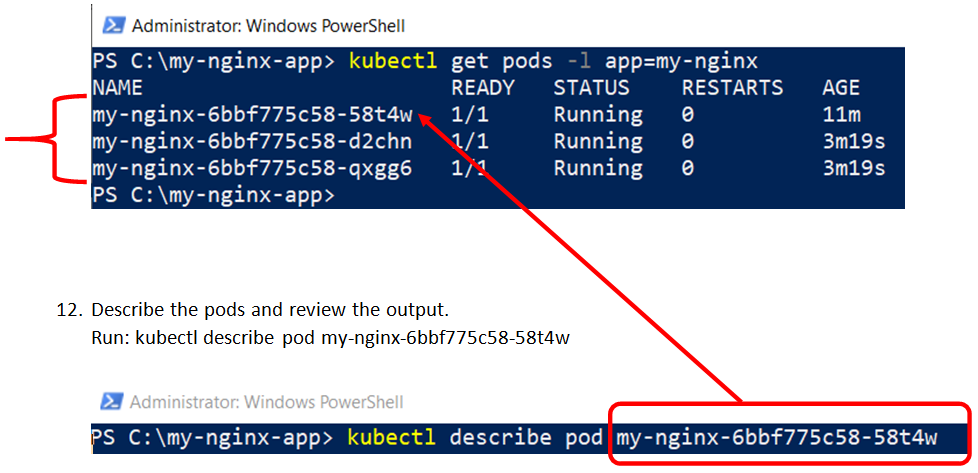 Administrator: Windows PowerShell
PS C:\my-nginx-app> kubectl get pods -l app=my-nginx
NAME READY STATUS RESTARTS AGE
my-nginx-6bbf775c58-58t4w 1/1 Running 0 11m
my-nginx-6bbf775c58-d2chn 1/1 Running 0 3m19s
my-nginx-6bbf775c58-qxgg6 1/1 Running 0 3m19s
PS C:\my-nginx-app>
12. Describe the pods and review the output.
Run: kubectl describe pod my-nginx-6bbf775c58-58t4w
Administrator: Windows PowerShell
PS C:\my-nginx-app> kubectl describe pod my-nginx-6bbf775c58-58t4w